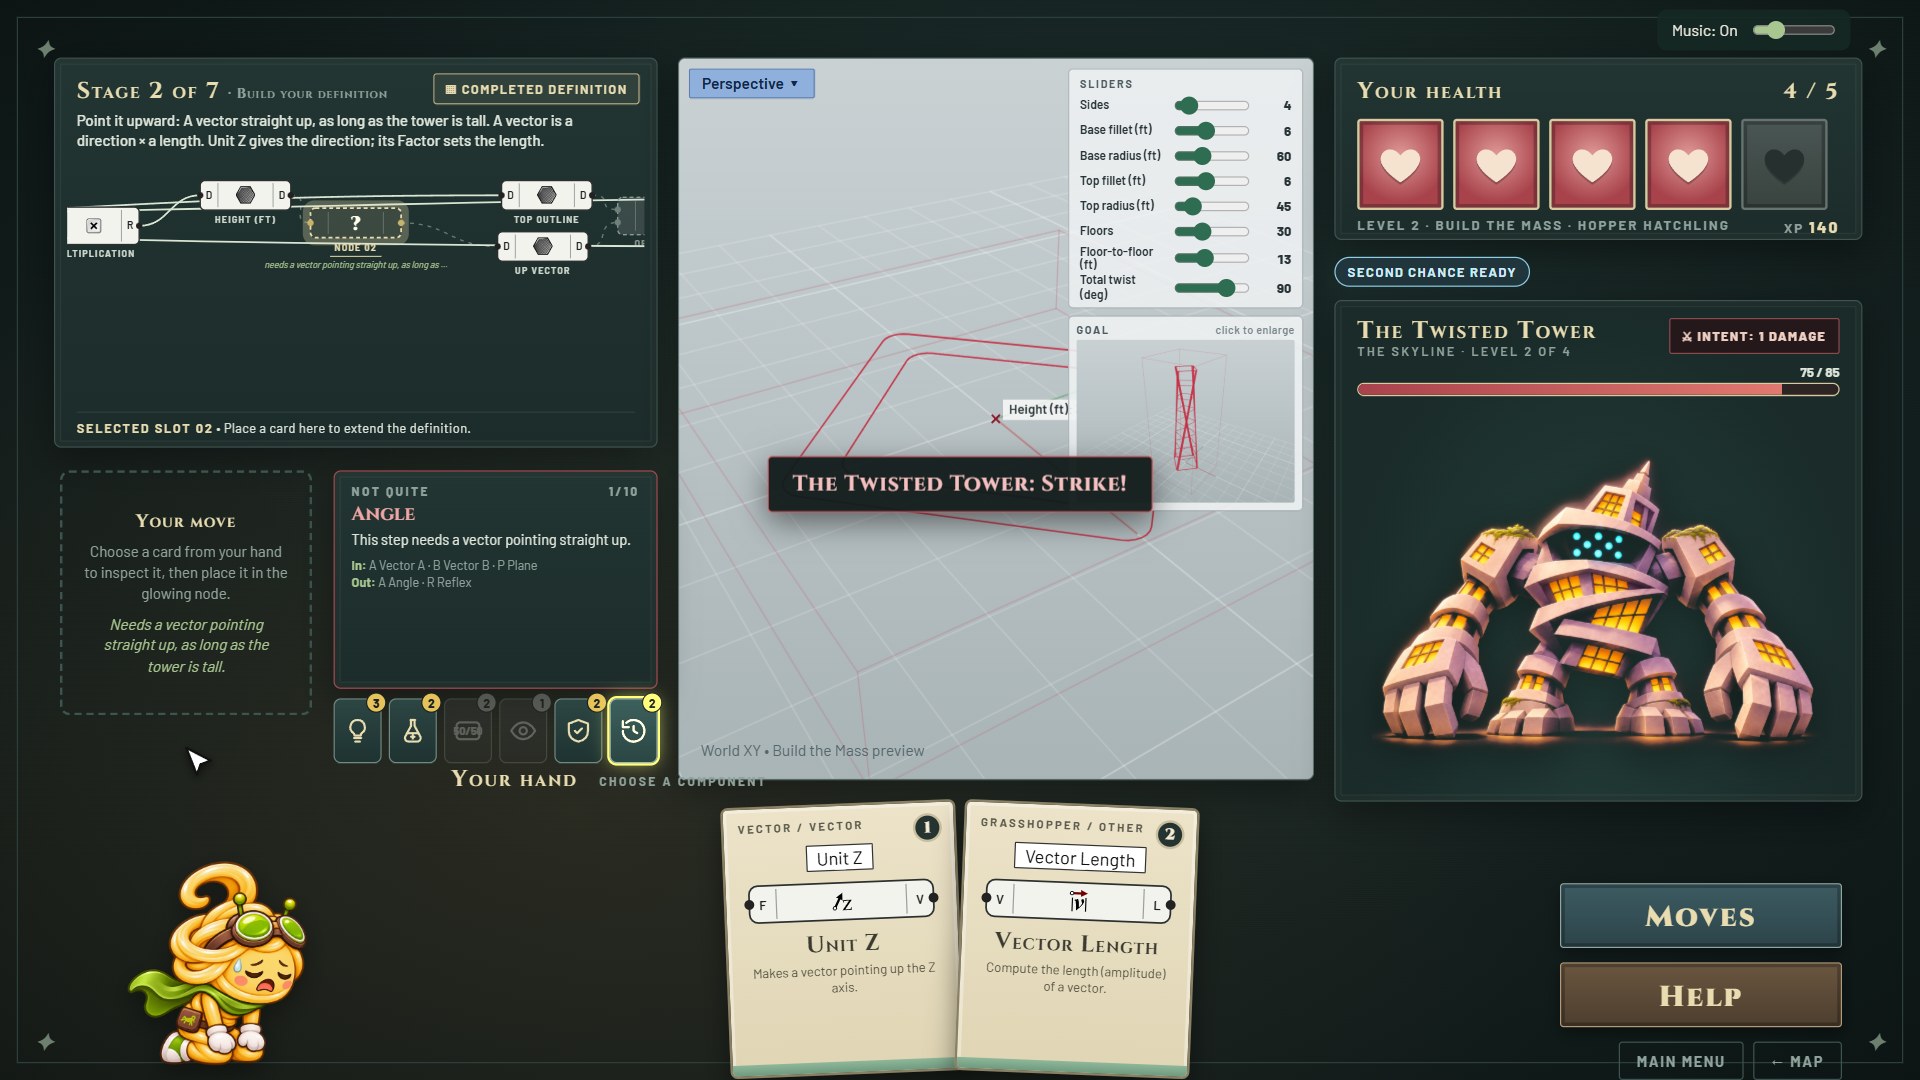 Music: On
Stage 2 of 7 · Build your definition
COMPLETED DEFINITION
Point it upward: A vector straight up, as long as the tower is tall. A vector is a
direction × a length. Unit Z gives the direction; its Factor sets the length.
R
LTIPLICATION
D D
HEIGHT (FT)
?
NODE 02
needs a vector pointing straight up, as long as ...
D D
TOP OUTLINE
D D
UP VECTOR
SELECTED SLOT 02 • Place a card here to extend the definition.
Your move
Choose a card from your hand
to inspect it, then place it in the
glowing node.
Needs a vector pointing
straight up, as long as the
tower is tall.
NOT QUITE 1/10
Angle
This step needs a vector pointing straight up.
In: A Vector A · B Vector B · P Plane
Out: A Angle · R Reflex
3
2
2
50/50
1
2
2
Your hand CHOOSE A COMPONENT
Perspective ▼
SLIDERS
Sides 4
Base fillet (ft) 6
Base radius (ft) 60
Top fillet (ft) 6
Top radius (ft) 45
Floors 30
Floor-to-floor
(ft) 13
Total twist
(deg) 90
GOAL click to enlarge
Height (ft)
The Twisted Tower: Strike!
World XY • Build the Mass preview
VECTOR / VECTOR 1
Unit Z
F Z V
Unit Z
Makes a vector pointing up the Z
axis.
GRASSHOPPER / OTHER 2
Vector Length
V |V| L
Vector Length
Compute the length (amplitude)
of a vector.
Your health 4 / 5
LEVEL 2 · BUILD THE MASS · HOPPER HATCHLING XP 140
SECOND CHANCE READY
The Twisted Tower
THE SKYLINE · LEVEL 2 OF 4
INTENT: 1 DAMAGE
75 / 85
Moves
Help
MAIN MENU
← MAP